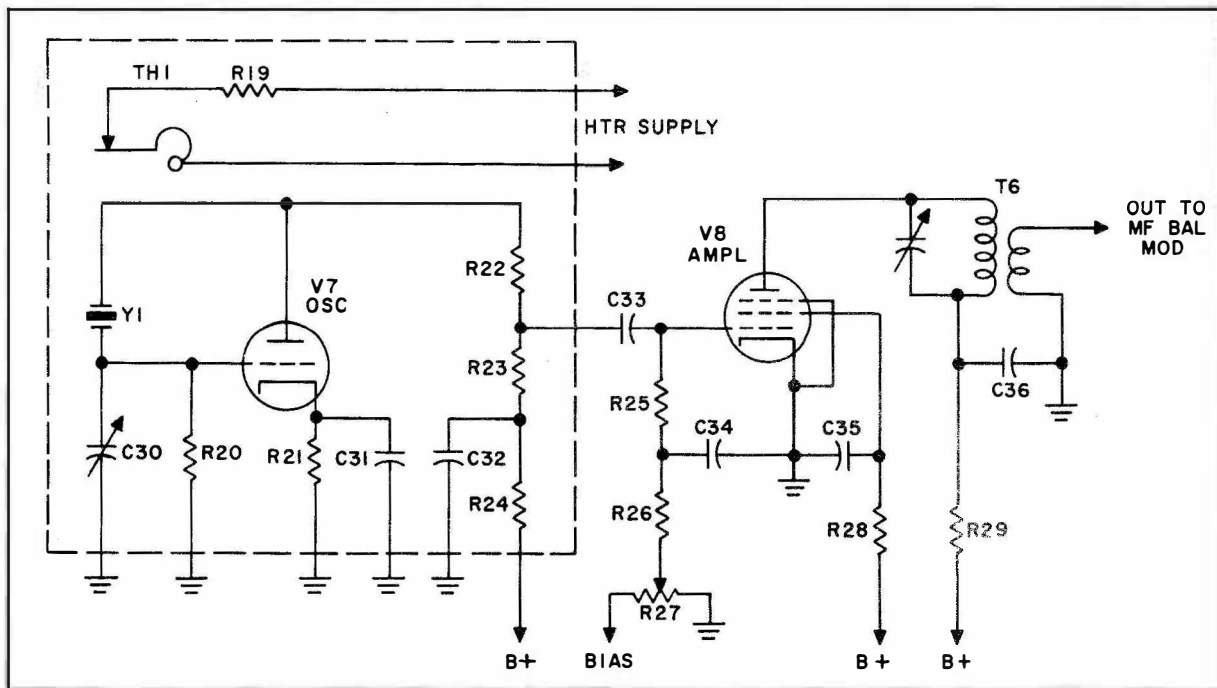 TH1 R19
HTR SUPPLY
T6
OUT TO
MF BAL
MOD
V8
AMPL
R22
V7
OSC
C33
Y1
R23
C36
R25
C34
C35
C30
R20
R21
C31
C32
R24
R26
R28
R29
R27
B+
BIAS
B+
B+